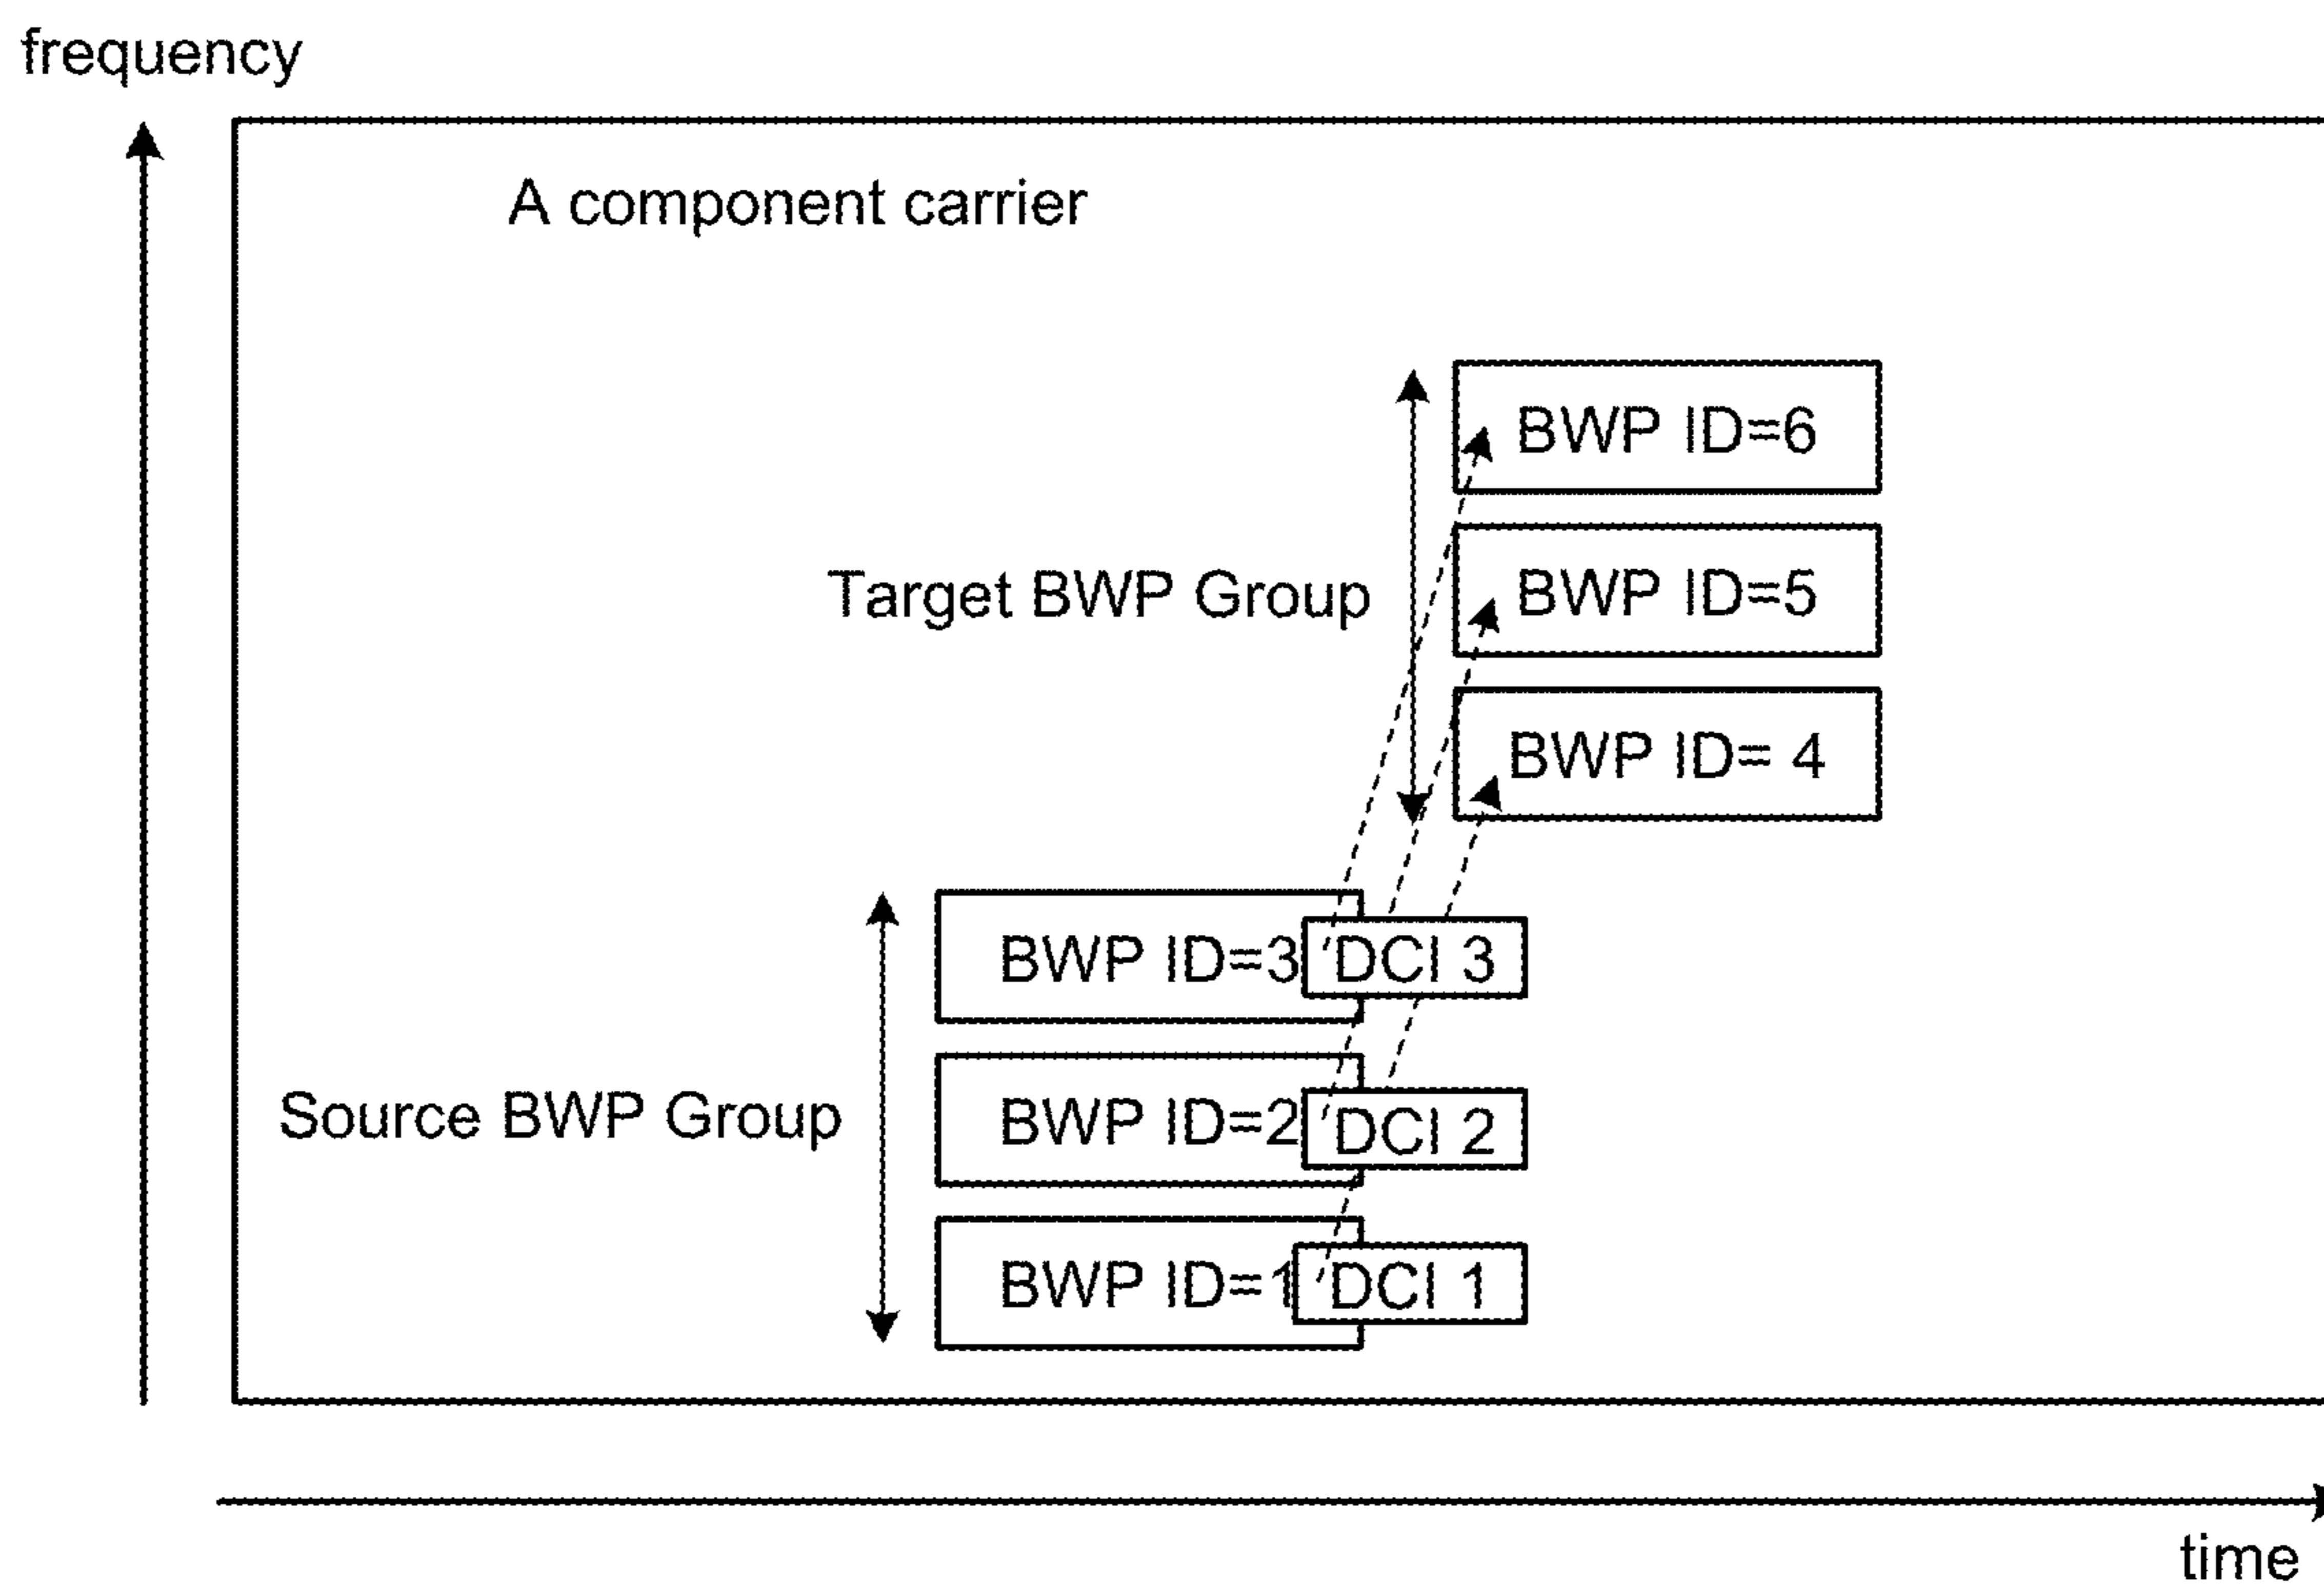 frequency
A component carrier
BWP ID=6
Target BWP Group
BWP ID=5
BWP ID= 4
BWP ID=3
DCI 3
Source BWP Group
BWP ID=2
DCI 2
BWP ID=1
DCI 1
time